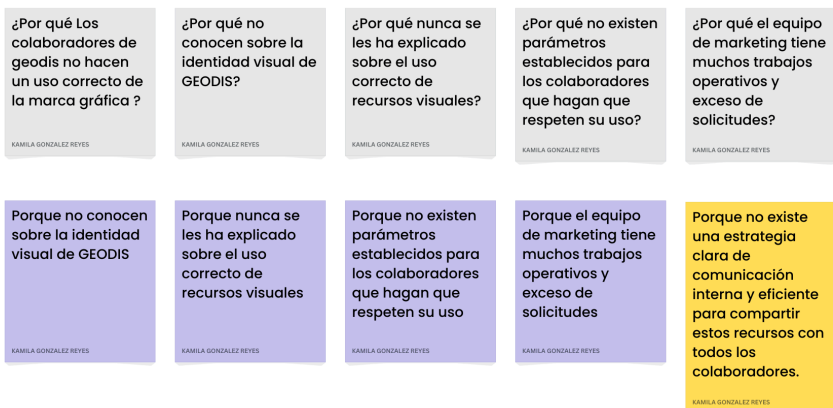 ¿Por qué Los
colaboradores de
geodis no hacen
un uso correcto de
la marca gráfica ?
KAMILA GONZALEZ REYES
¿Por qué no
conocen sobre la
identidad visual de
GEODIS?
KAMILA GONZALEZ REYES
¿Por qué nunca se
les ha explicado
sobre el uso
correcto de
recursos visuales?
KAMILA GONZALEZ REYES
¿Por qué no existen
parámetros
establecidos para
los colaboradores
que hagan que
respeten su uso?
KAMILA GONZALEZ REYES
¿Por qué el equipo
de marketing tiene
muchos trabajos
operativos y
exceso de
solicitudes?
KAMILA GONZALEZ REYES
Porque no conocen
sobre la identidad
visual de GEODIS
KAMILA GONZALEZ REYES
Porque nunca se
les ha explicado
sobre el uso
correcto de
recursos visuales
KAMILA GONZALEZ REYES
Porque no existen
parámetros
establecidos para
los colaboradores
que hagan que
respeten su uso
KAMILA GONZALEZ REYES
Porque el equipo
de marketing tiene
muchos trabajos
operativos y
exceso de
solicitudes
KAMILA GONZALEZ REYES
Porque no existe
una estrategia
clara de
comunicación
interna y eficiente
para compartir
estos recursos con
todos los
colaboradores.
KAMILA GONZALEZ REYES